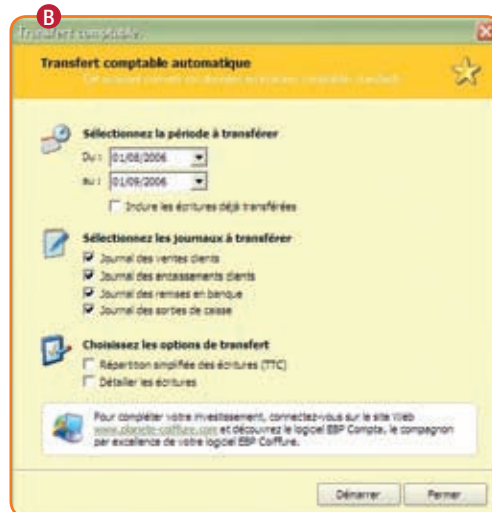 B
Transfert comptable
Transfert comptable automatique
Sélectionnez la période à transférer
Du : 01/08/2006
au : 01/09/2006
Inclure les écritures déjà transférées
Sélectionnez les journaux à transférer
Journal des ventes clients
Journal des encaissements clients
Journal des remises en banque
Journal des sorties de caisse
Choisissez les options de transfert
Répartition simplifiée des écritures (TTC)
Détailler les écritures
Pour compléter votre investissement, connectez-vous sur le site Web
www.planete-coiffure.com et découvrez le logiciel EBP Compta, le compagnon
par excellence de votre logiciel EBP Coiffure.
Démarrer Fermer